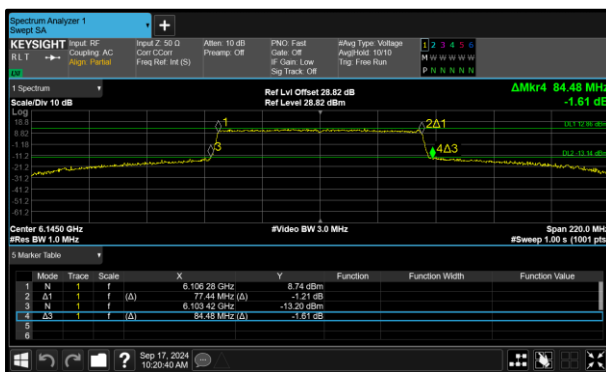 Spectrum Analyzer 1
Swept SA
KEYSIGHT Input: RF Input Z: 50 Ω Atten: 10 dB PNO: Fast #Avg Type: Voltage 1 2 3 4 5 6
RLT Coupling: AC Corr CCorr Preamp: Off Gate: Off Avg|Hold: 10/10 M W W W W W
Align: Partial Freq Ref: Int (S) IF Gain: Low Trig: Free Run P N N N N N
Sig Track: Off
1 Spectrum Ref Lvl Offset 28.82 dB ΔMkr4 84.48 MHz
Scale/Div 10 dB Ref Level 28.82 dBm -1.61 dB
Log
18.8 1 2Δ1 DL1 12.86 dBm
8.82
-1.18
-11.2 3 4Δ3 DL2 -13.14 dBm
-21.2
-31.2
-41.2
-51.2
-61.2
Center 6.1450 GHz #Video BW 3.0 MHz Span 220.0 MHz
#Res BW 1.0 MHz #Sweep 1.00 s (1001 pts)
5 Marker Table
Mode Trace Scale X Y Function Function Width Function Value
1 N 1 f 6.106 28 GHz 8.74 dBm
2 Δ1 1 f (Δ) 77.44 MHz (Δ) -1.21 dB
3 N 1 f 6.103 42 GHz -13.20 dBm
4 Δ3 1 f (Δ) 84.48 MHz (Δ) -1.61 dB
5
6
? Sep 17, 2024
10:20:40 AM